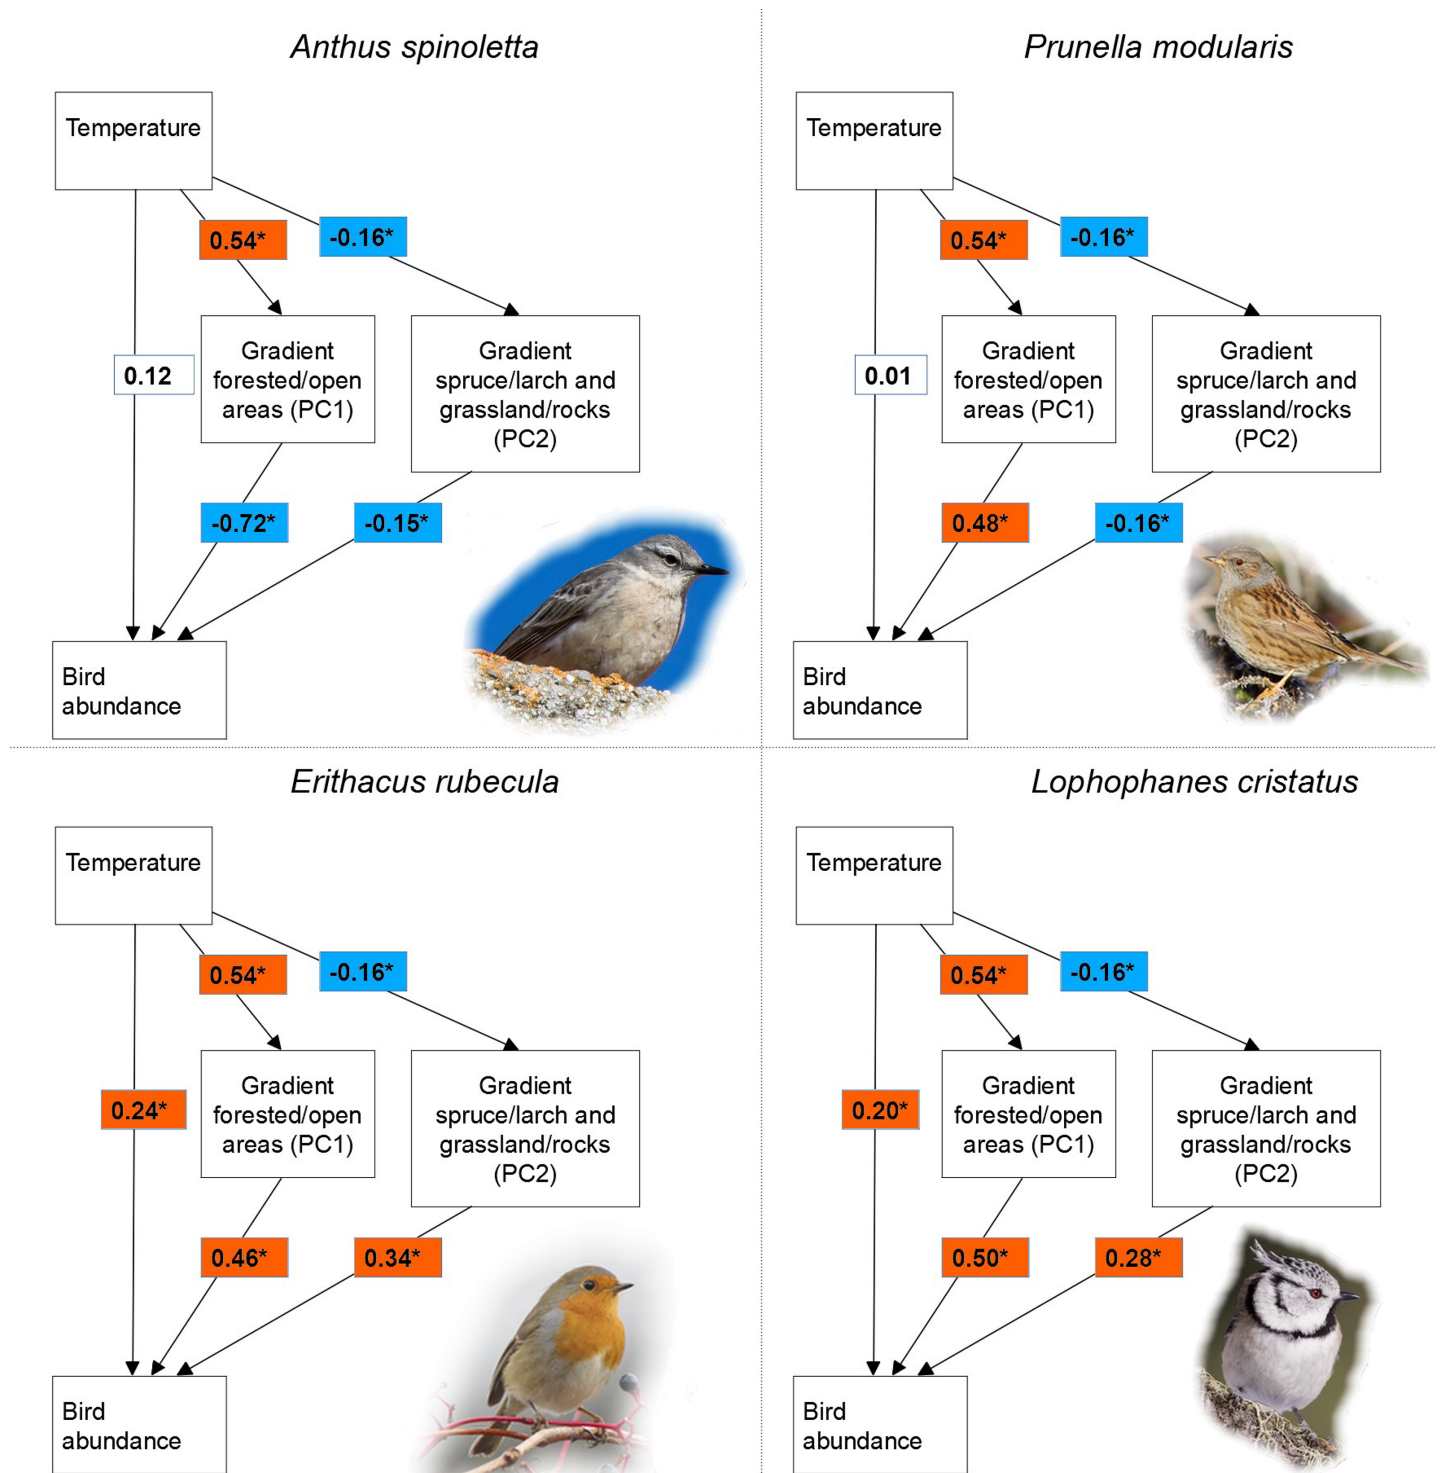 Anthus spinoletta
Temperature
0.54*
-0.16*
0.12
Gradient
forested/open
areas (PC1)
Gradient
spruce/larch and
grassland/rocks
(PC2)
-0.72*
-0.15*
Bird
abundance
Prunella modularis
Temperature
0.54*
-0.16*
0.01
Gradient
forested/open
areas (PC1)
Gradient
spruce/larch and
grassland/rocks
(PC2)
0.48*
-0.16*
Bird
abundance
Erithacus rubecula
Temperature
0.54*
-0.16*
0.24*
Gradient
forested/open
areas (PC1)
Gradient
spruce/larch and
grassland/rocks
(PC2)
0.46*
0.34*
Bird
abundance
Lophophanes cristatus
Temperature
0.54*
-0.16*
0.20*
Gradient
forested/open
areas (PC1)
Gradient
spruce/larch and
grassland/rocks
(PC2)
0.50*
0.28*
Bird
abundance